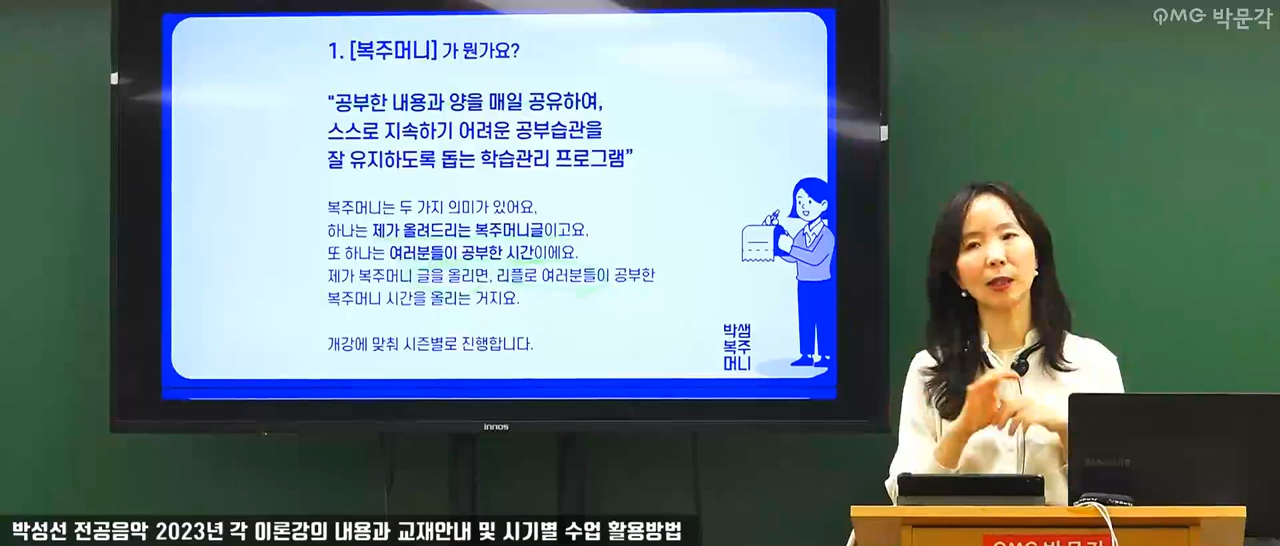 PMG 박문각
1. [복주머니] 가 뭔가요?
"공부한 내용과 양을 매일 공유하여,
스스로 지속하기 어려운 공부습관을
잘 유지하도록 돕는 학습관리 프로그램”
복주머니는 두 가지 의미가 있어요.
하나는 제가 올려드리는 복주머니글이고요,
또 하나는 여러분들이 공부한 시간이에요.
제가 복주머니 글을 올리면, 리플로 여러분들이 공부한
복주머니 시간을 올리는 거지요.
개강에 맞춰 시즌별로 진행합니다.
박샘
복주
머니
innos
SAMSUNG
박성선 전공음악 2023년 각 이론강의 내용과 교재안내 및 시기별 수업 활용방법
PMG 박문각